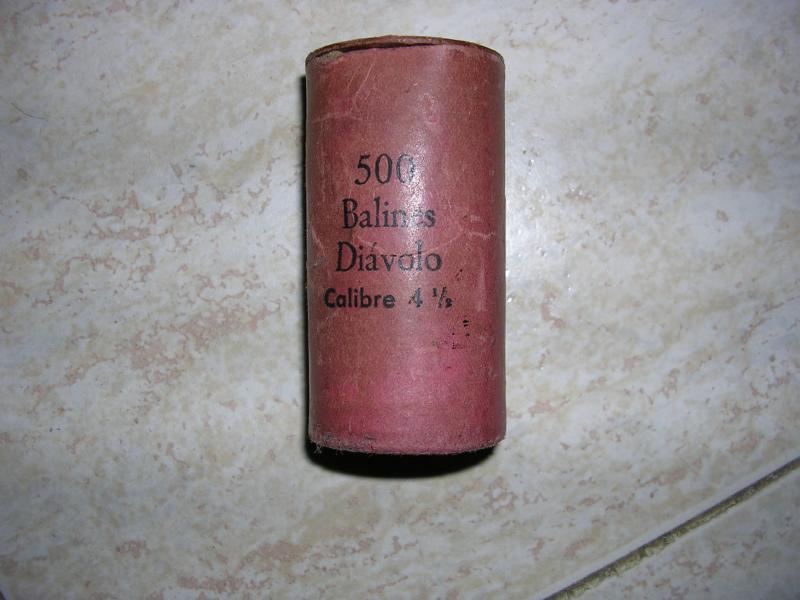 500
Balines
Diávolo
Calibre 4 ½